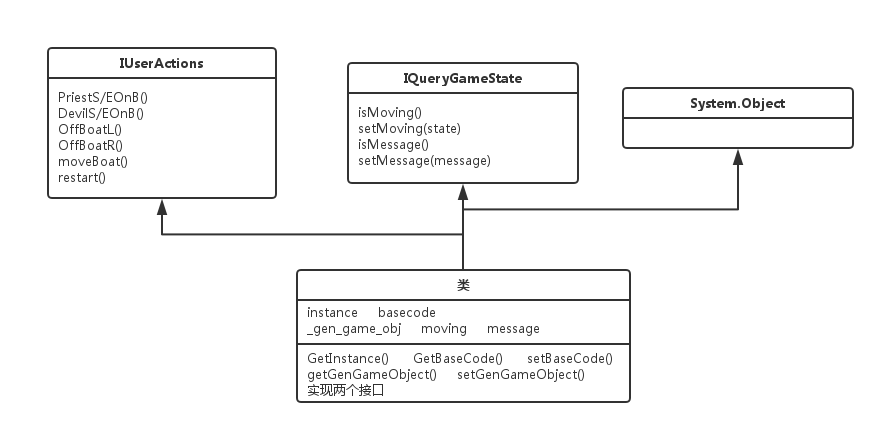 IUserActions
PriestS/EOnB()
DevilS/EOnB()
OffBoatL()
OffBoatR()
moveBoat()
restart()
IQueryGameState
isMoving()
setMoving(state)
isMessage()
setMessage(message)
System.Object
类
instance basecode
_gen_game_obj moving message
GetInstance() GetBaseCode() setBaseCode()
getGenGameObject() setGenGameObject()
实现两个接口